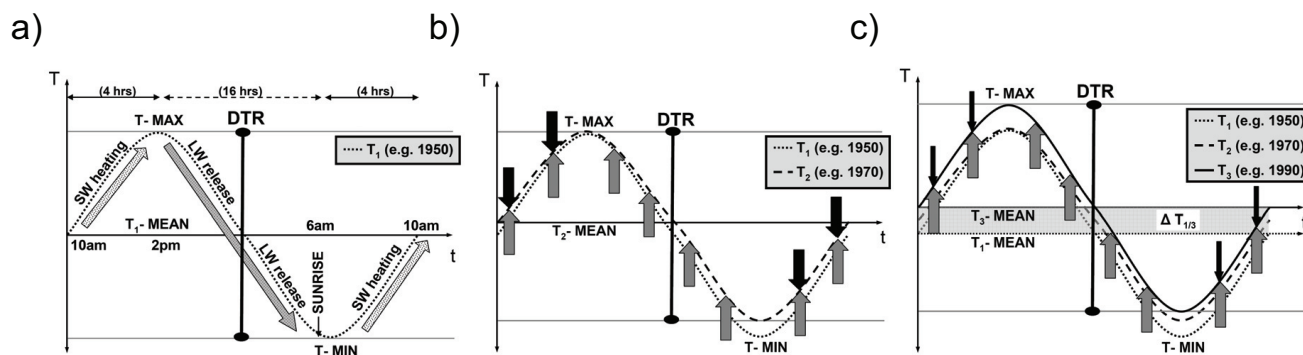 a)
T
(4 hrs)
(16 hrs)
(4 hrs)
T- MAX
DTR
T₁ (e.g. 1950)
SW heating
LW release
T₁- MEAN
10am
2pm
6am
10am
t
LW release
SUNRISE
SW heating
T- MIN
b)
T
T- MAX
DTR
T₁ (e.g. 1950)
T₂ (e.g. 1970)
T₂- MEAN
t
T- MIN
c)
T
T- MAX
DTR
T₁ (e.g. 1950)
T₂ (e.g. 1970)
T₃ (e.g. 1990)
T₃- MEAN
Δ T₁/₃
T₁- MEAN
t
T- MIN